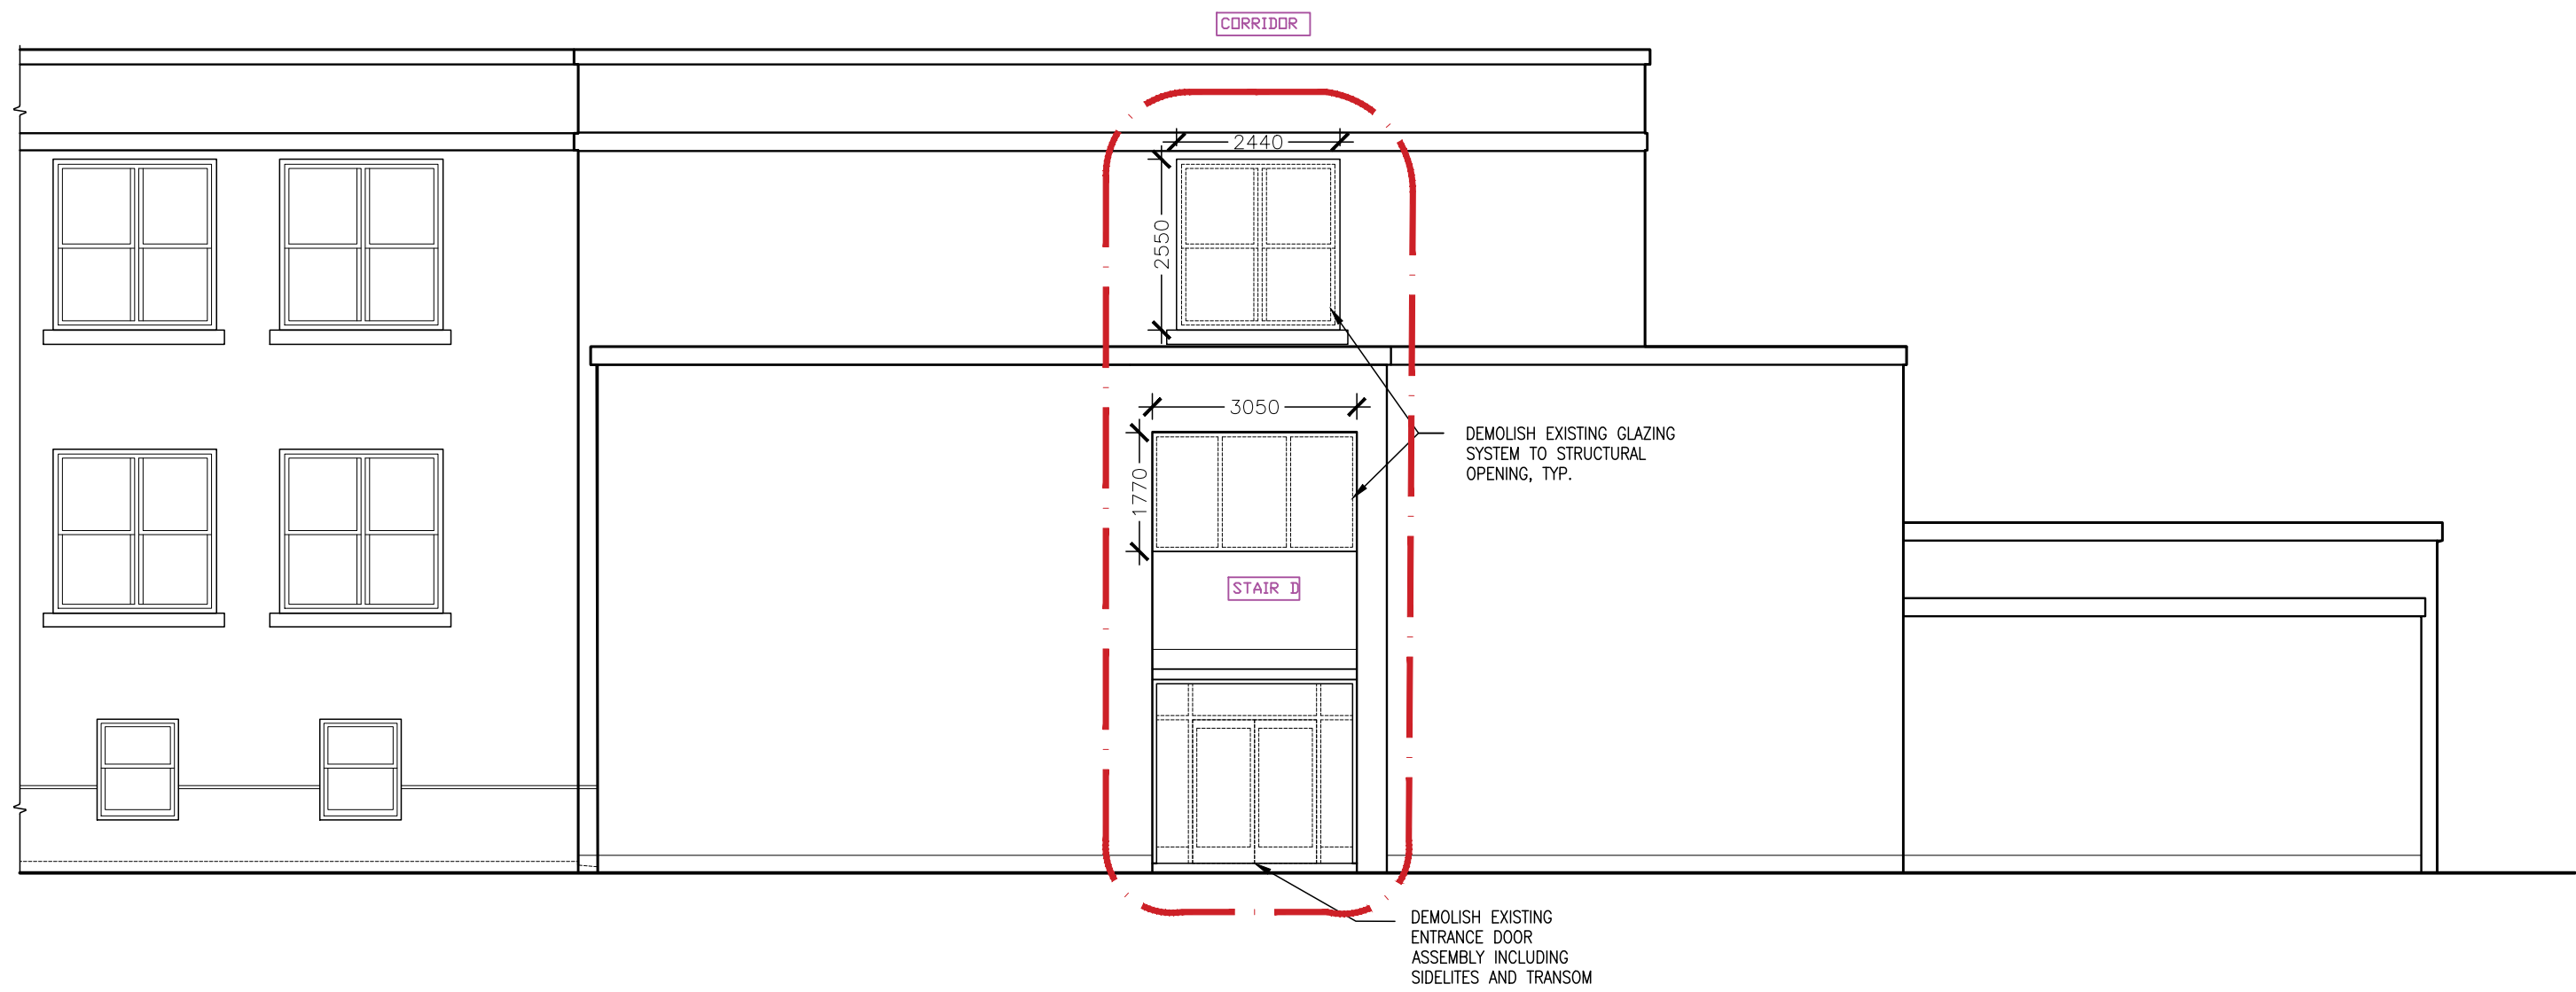 CORRIDOR
2440
2550
3050
DEMOLISH EXISTING GLAZING
SYSTEM TO STRUCTURAL
OPENING, TYP.
1770
STAIR D
DEMOLISH EXISTING
ENTRANCE DOOR
ASSEMBLY INCLUDING
SIDELITES AND TRANSOM